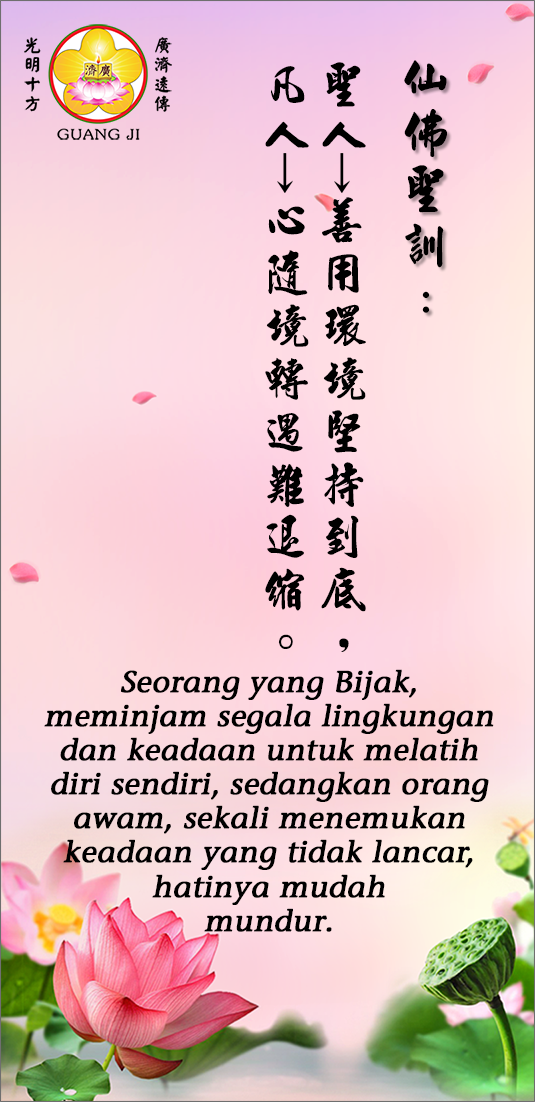 光明十方
廣濟
廣濟遠傳
GUANG JI
仙佛聖訓：
聖人→善用環境堅持到底，
凡人→心隨境轉遇難退缩。
Seorang yang Bijak,
meminjam segala lingkungan
dan keadaan untuk melatih
diri sendiri, sedangkan orang
awam, sekali menemukan
keadaan yang tidak lancar,
hatinya mudah
mundur.